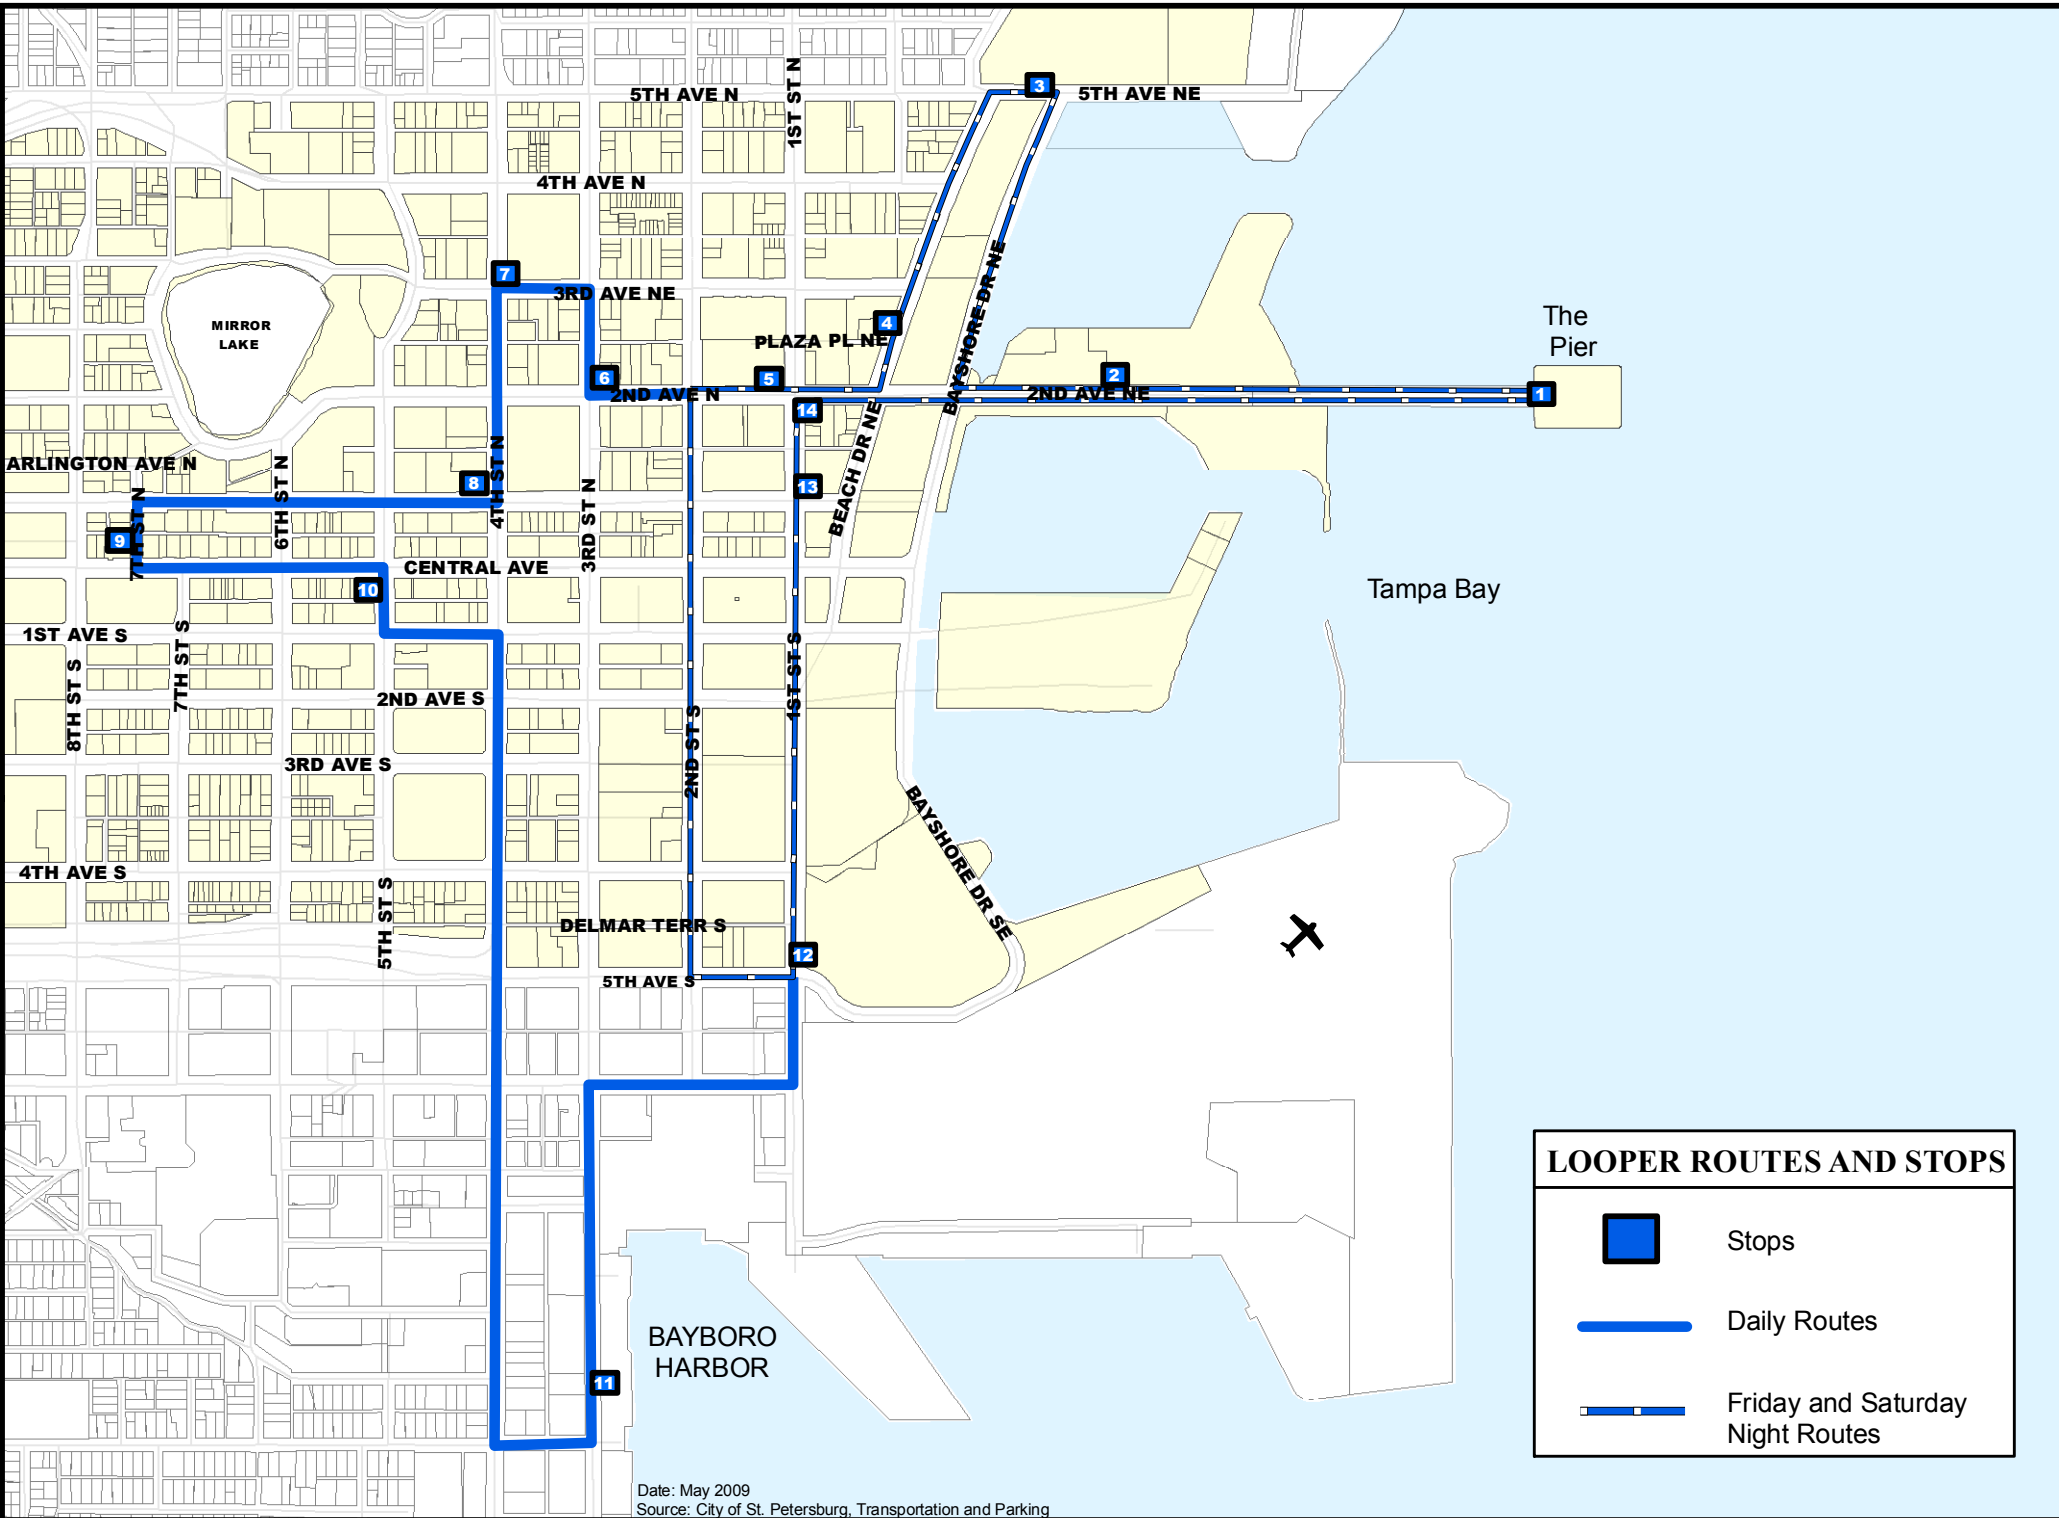 3
5TH AVE N
5TH AVE NE
1ST ST N
4TH AVE N
7
3RD AVE NE
BAYSHORE DR NE
MIRROR
LAKE
4
PLAZA PL NE
The
Pier
6
5
2
1
2ND AVE N
2ND AVE NE
14
BEACH DR NE
ARLINGTON AVE N
6TH ST N
4TH ST N
8
3RD ST N
13
7TH ST N
9
CENTRAL AVE
10
Tampa Bay
1ST AVE S
7TH ST S
8TH ST S
1ST ST S
2ND AVE S
2ND ST S
3RD AVE S
BAYSHORE DR SE
4TH AVE S
5TH ST S
DELMAR TERR S
12
5TH AVE S
LOOPER ROUTES AND STOPS
Stops
Daily Routes
Friday and Saturday
Night Routes
BAYBORO
HARBOR
11
Date: May 2009
Source: City of St. Petersburg, Transportation and Parking